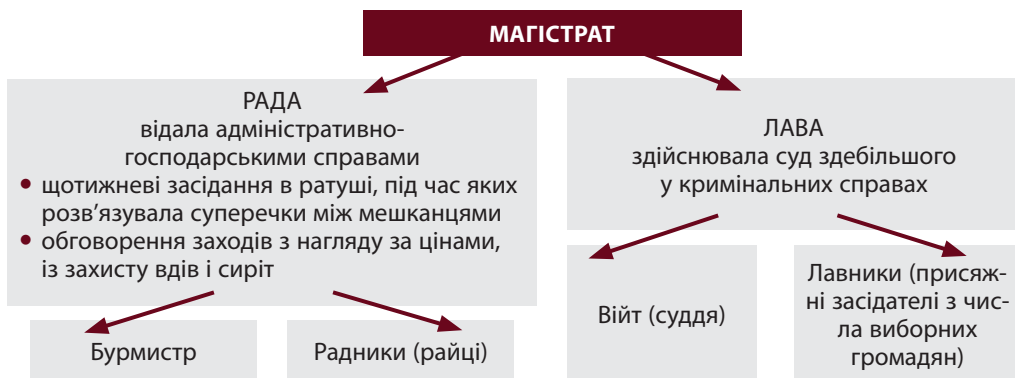 МАГІСТРАТ
РАДА
відала адміністративно-
господарськими справами
• щотижневі засідання в ратуші, під час яких
розв’язувала суперечки між мешканцями
• обговорення заходів з нагляду за цінами,
із захисту вдів і сиріт
Бурмистр
Радники (райці)
ЛАВА
здійснювала суд здебільшого
у кримінальних справах
Війт (суддя)
Лавники (присяж-
ні засідателі з чис-
ла виборних
громадян)